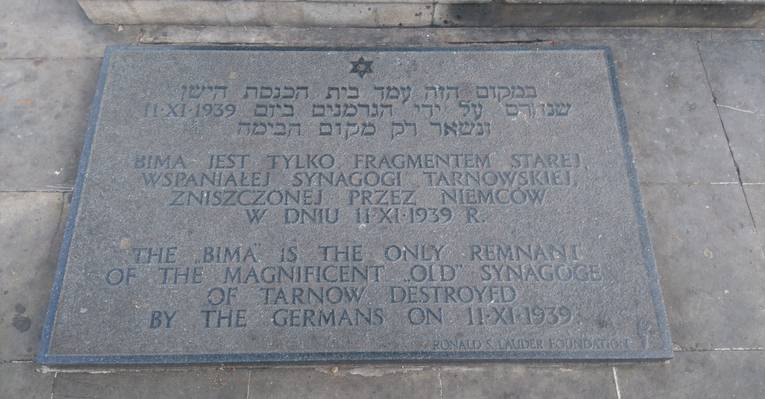 במקום הזה עמד בית הכנסת הישן
שנהרס על ידי הגרמנים ביום 11-XI-1939
ונשאר רק מקום הבימה
BIMA JEST TYLKO FRAGMENTEM STAREJ,
WSPANIAŁEJ SYNAGOGI TARNOWSKIEJ,
ZNISZCZONEJ PRZEZ NIEMCÓW
W DNIU 11·XI·1939 R.
THE „BIMA" IS THE ONLY REMNANT
OF THE MAGNIFICENT „OLD" SYNAGOGE
OF TARNOW DESTROYED
BY THE GERMANS ON 11·XI·1939
RONALD S. LAUDER FOUNDATION